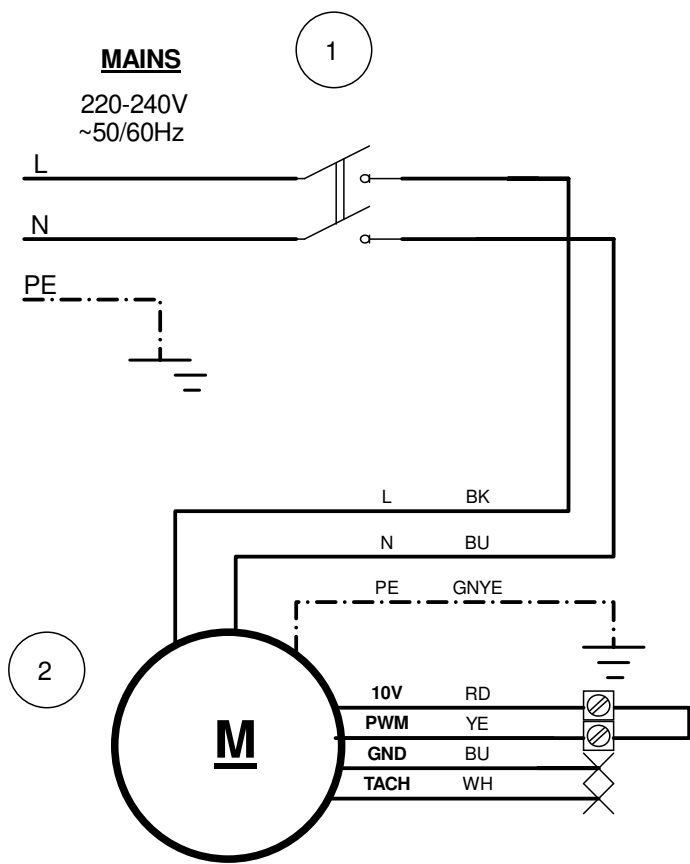 1
MAINS
220-240V
~50/60Hz
L
N
PE
L BK
N BU
PE GNYE
2
M
10V RD
PWM YE
GND BU
TACH WH